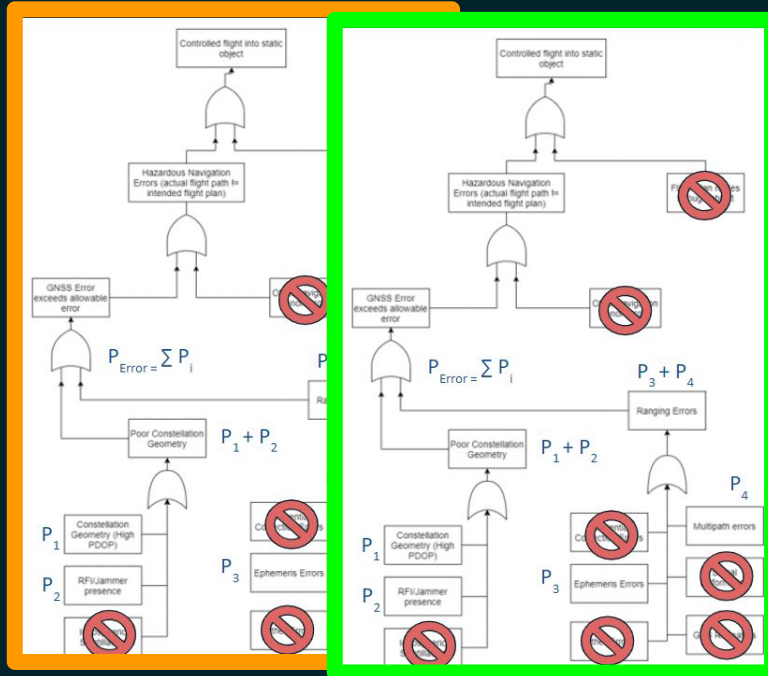 Controlled flight into static
object
Hazardous Navigation
Errors (actual flight path !=
intended flight plan)
GNSS Error
exceeds allowable
error
P Error = ∑ P i
P
Ra
Poor Constellation
Geometry
P 1 + P 2
P 1
Constellation
Geometry (High
PDOP)
P 2
RFI/Jammer
presence
P 3
Ephemeris Errors
Controlled flight into static
object
Hazardous Navigation
Errors (actual flight path !=
intended flight plan)
GNSS Error
exceeds allowable
error
P Error = ∑ P i
P 3 + P 4
Ranging Errors
Poor Constellation
Geometry
P 1 + P 2
P 4
P 1
Constellation
Geometry (High
PDOP)
Multipath errors
P 2
RFI/Jammer
presence
P 3
Ephemeris Errors